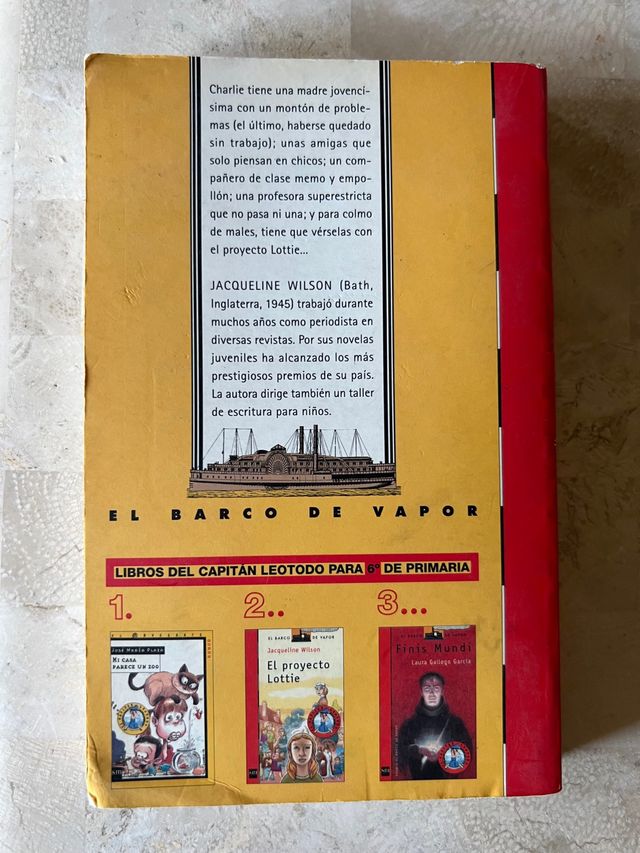 Charlie tiene una madre jovencí-
sima con un montón de proble-
mas (el último, haberse quedado
sin trabajo); unas amigas que
solo piensan en chicos; un com-
pañero de clase memo y empo-
llón; una profesora superestricta
que no pasa ni una; y para colmo
de males, tiene que vérselas con
el proyecto Lottie...
JACQUELINE WILSON (Bath,
Inglaterra, 1945) trabajó durante
muchos años como periodista en
diversas revistas. Por sus novelas
juveniles ha alcanzado los más
prestigiosos premios de su país.
La autora dirige también un taller
de escritura para niños.
EL BARCO DE VAPOR
LIBROS DEL CAPITÁN LEOTODO PARA 6º DE PRIMARIA
1. 2.. 3...
JOSÉ MARÍA PLAZA
MI CASA
PARECE UN ZOO
EL BARCO DE VAPOR
Jacqueline Wilson
El proyecto
Lottie
Finis Mundi
Laura Gallego García